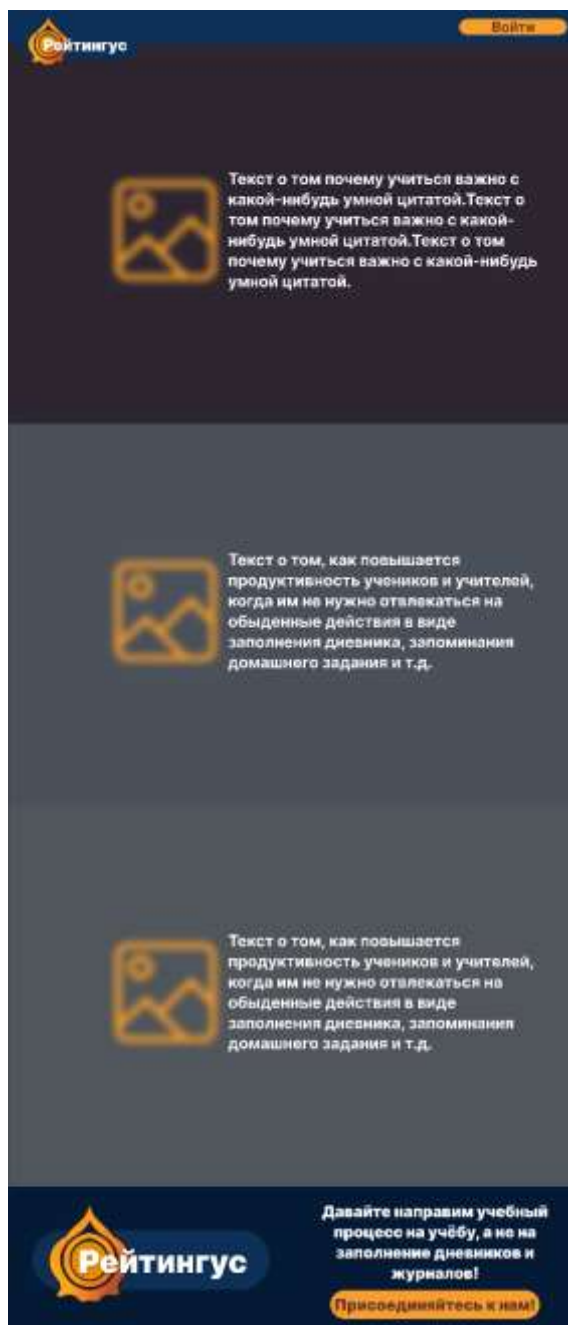 Рейтингус
Войти
Текст о том почему учиться важно с
какой-нибудь умной цитатой.Текст о
том почему учиться важно с какой-
нибудь умной цитатой.Текст о том
почему учиться важно с какой-нибудь
умной цитатой.
Текст о том, как повышается
продуктивность учеников и учителей,
когда им не нужно отвлекаться на
обыденные действия в виде
заполнения дневника, запоминания
домашнего задания и т.д.
Текст о том, как повышается
продуктивность учеников и учителей,
когда им не нужно отвлекаться на
обыденные действия в виде
заполнения дневника, запоминания
домашнего задания и т.д.
Рейтингус
Давайте направим учебный
процесс на учёбу, а не на
заполнение дневников и
журналов!
Присоединяйтесь к нам!